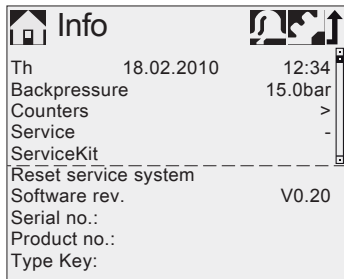 Info
Th 18.02.2010 12:34
Backpressure 15.0bar
Counters >
Service -
ServiceKit
Reset service system
Software rev. V0.20
Serial no.:
Product no.:
Type Key: